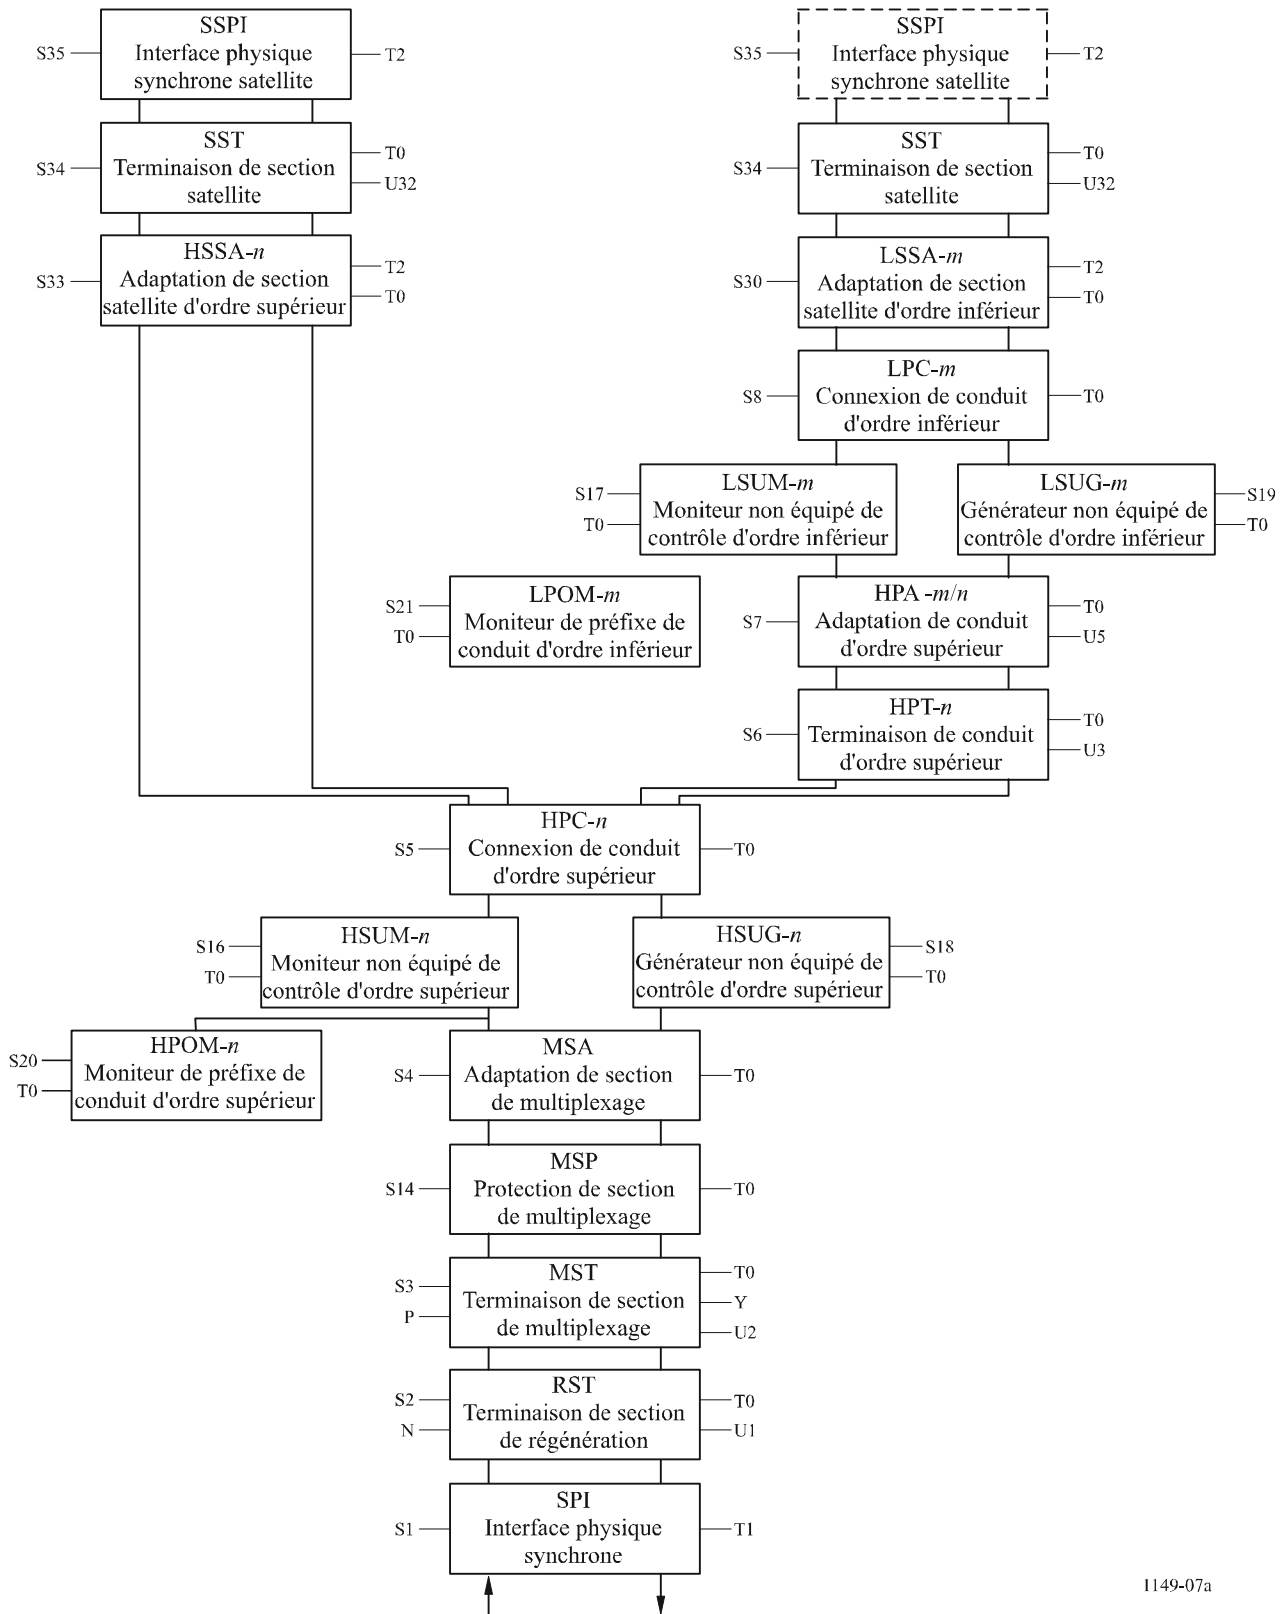 SSPI
Interface physique
synchrone satellite
S35
T2
SSPI
Interface physique
synchrone satellite
S35
T2
SST
Terminaison de section
satellite
S34
T0
U32
SST
Terminaison de section
satellite
S34
T0
U32
HSSA-n
Adaptation de section
satellite d'ordre supérieur
S33
T2
T0
LSSA-m
Adaptation de section
satellite d'ordre inférieur
S30
T2
T0
LPC-m
Connexion de conduit
d'ordre inférieur
S8
T0
LSUM-m
Moniteur non équipé de
contrôle d'ordre inférieur
S17
T0
LSUG-m
Générateur non équipé de
contrôle d'ordre inférieur
S19
T0
LPOM-m
Moniteur de préfixe de
conduit d'ordre inférieur
S21
T0
HPA -m/n
Adaptation de conduit
d'ordre supérieur
S7
T0
U5
HPT-n
Terminaison de conduit
d'ordre supérieur
S6
T0
U3
HPC-n
Connexion de conduit
d'ordre supérieur
S5
T0
HSUM-n
Moniteur non équipé de
contrôle d'ordre supérieur
S16
T0
HSUG-n
Générateur non équipé de
contrôle d'ordre supérieur
S18
T0
HPOM-n
Moniteur de préfixe de
conduit d'ordre supérieur
S20
T0
MSA
Adaptation de section
de multiplexage
S4
T0
MSP
Protection de section
de multiplexage
S14
T0
MST
Terminaison de section
de multiplexage
S3
P
T0
Y
U2
RST
Terminaison de section
de régénération
S2
N
T0
U1
SPI
Interface physique
synchrone
S1
T1
1149-07a